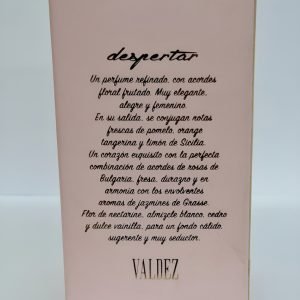 despertar
Un perfume refinado, con acordes
floral frutado. Muy elegante,
alegre y femenino.
En su salida, se conjugan notas
frescas de pomelo, orange
tangerina y limón de Sicilia.
Un corazón exquisito con la perfecta
combinación de acordes de rosas de
Bulgaria, fresa, durazno y en
armonia con los envolventes
aromas de jazmines de Grasse.
Flor de nectarine, almizcle blanco, cedro
y dulce vainilla, para un fondo cálido,
sugerente y muy seductor.
VALDEZ